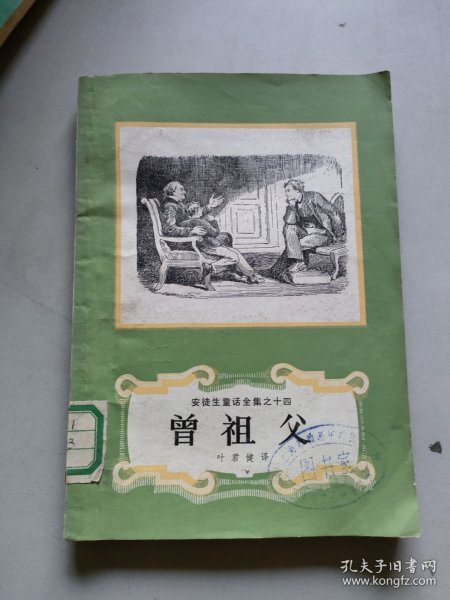 安徒生童话全集之十四
曾祖父
叶君健译
图书室
1
3
孔夫子旧书网
www.kongfz.com